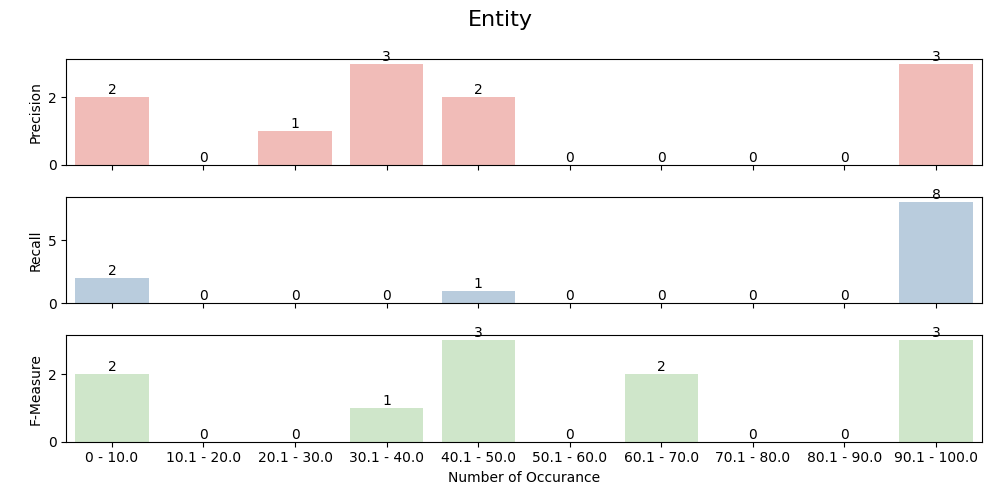 Entity
Precision
2
0
2 0 1 3 2 0 0 0 0 3
Recall
5
0
2 0 0 0 1 0 0 0 0 8
F-Measure
2
0
2 0 0 1 3 0 2 0 0 3
0 - 10.0 10.1 - 20.0 20.1 - 30.0 30.1 - 40.0 40.1 - 50.0 50.1 - 60.0 60.1 - 70.0 70.1 - 80.0 80.1 - 90.0 90.1 - 100.0
Number of Occurance